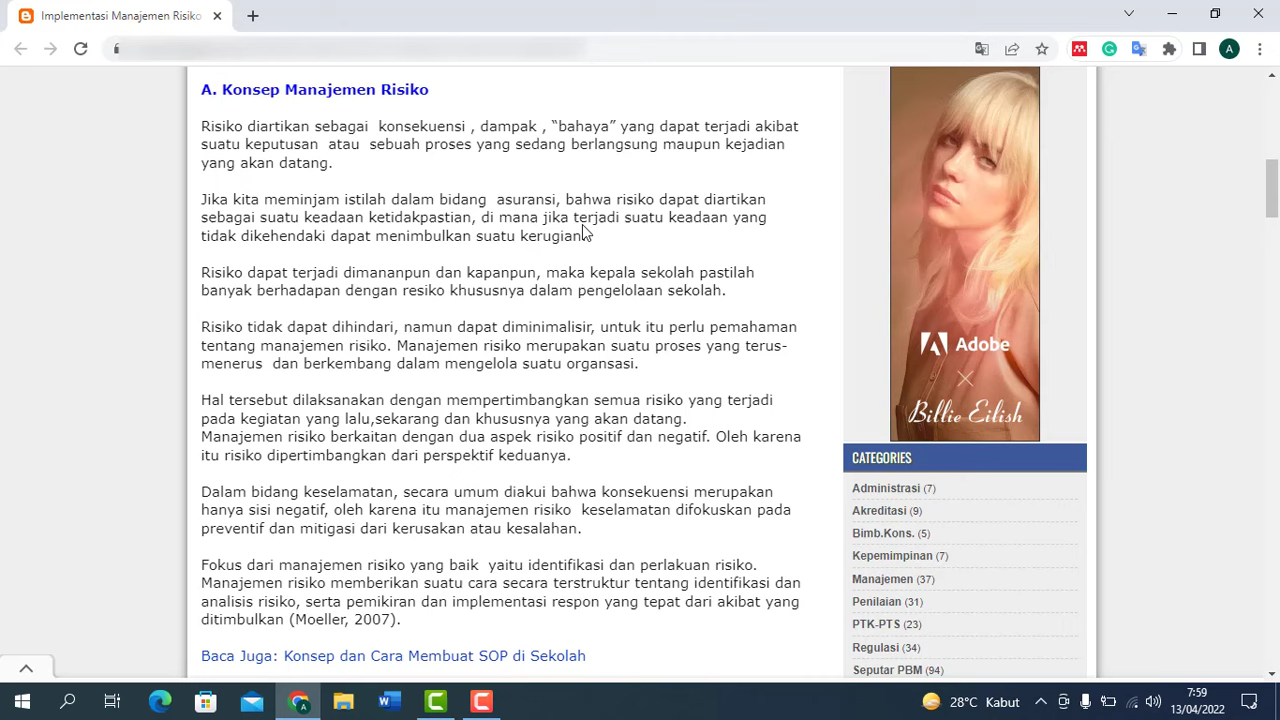 Implementasi Manajemen Risiko
A. Konsep Manajemen Risiko
Risiko diartikan sebagai  konsekuensi , dampak , “bahaya” yang dapat terjadi akibat
suatu keputusan  atau  sebuah proses yang sedang berlangsung maupun kejadian
yang akan datang.
Jika kita meminjam istilah dalam bidang  asuransi, bahwa risiko dapat diartikan
sebagai suatu keadaan ketidakpastian, di mana jika terjadi suatu keadaan yang
tidak dikehendaki dapat menimbulkan suatu kerugian.
Risiko dapat terjadi dimananpun dan kapanpun, maka kepala sekolah pastilah
banyak berhadapan dengan resiko khususnya dalam pengelolaan sekolah.
Risiko tidak dapat dihindari, namun dapat diminimalisir, untuk itu perlu pemahaman
tentang manajemen risiko. Manajemen risiko merupakan suatu proses yang terus-
menerus  dan berkembang dalam mengelola suatu organsasi.
Hal tersebut dilaksanakan dengan mempertimbangkan semua risiko yang terjadi
pada kegiatan yang lalu,sekarang dan khususnya yang akan datang.
Manajemen risiko berkaitan dengan dua aspek risiko positif dan negatif. Oleh karena
itu risiko dipertimbangkan dari perspektif keduanya.
Dalam bidang keselamatan, secara umum diakui bahwa konsekuensi merupakan
hanya sisi negatif, oleh karena itu manajemen risiko  keselamatan difokuskan pada
preventif dan mitigasi dari kerusakan atau kesalahan.
Fokus dari manajemen risiko yang baik  yaitu identifikasi dan perlakuan risiko.
Manajemen risiko memberikan suatu cara secara terstruktur tentang identifikasi dan
analisis risiko, serta pemikiran dan implementasi respon yang tepat dari akibat yang
ditimbulkan (Moeller, 2007).
Baca Juga: Konsep dan Cara Membuat SOP di Sekolah
Adobe
Billie Eilish
CATEGORIES
Administrasi (7)
Akreditasi (9)
Bimb.Kons. (5)
Kepemimpinan (7)
Manajemen (37)
Penilaian (31)
PTK-PTS (23)
Regulasi (34)
Seputar PBM (94)
28°C Kabut
7:59
13/04/2022